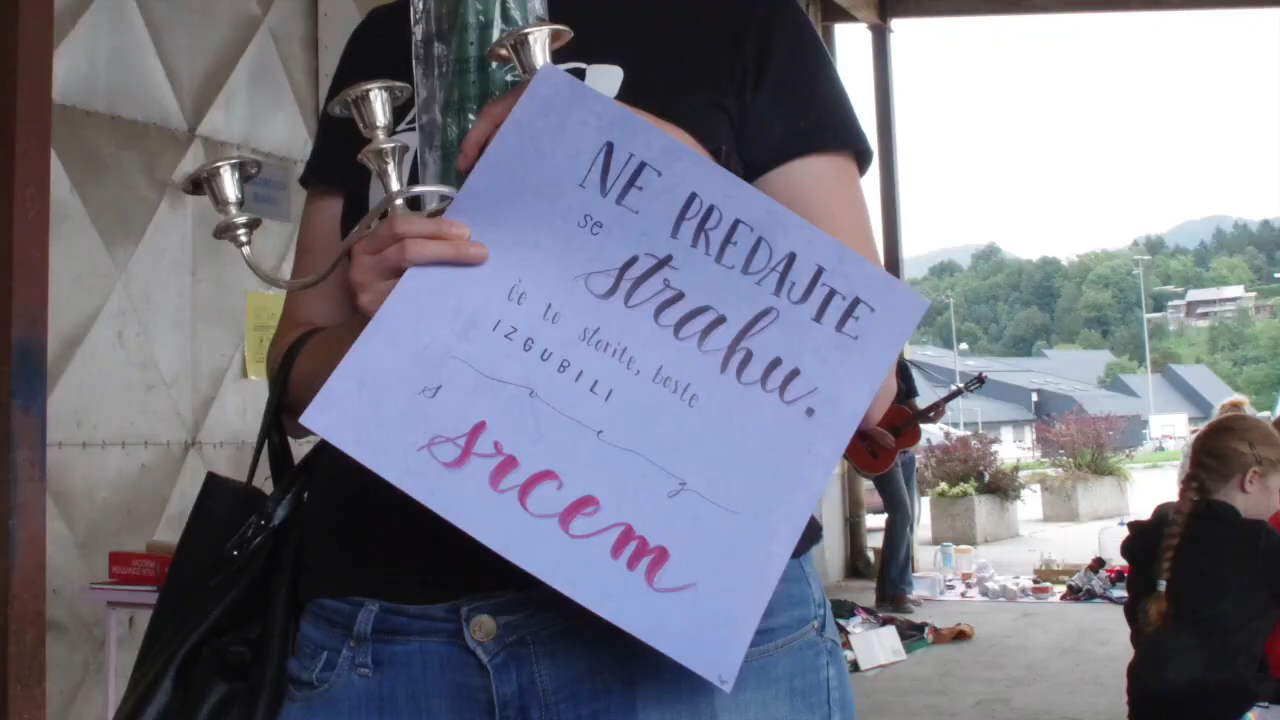 NE PREDAJTE
se
strahu.
če to storite, boste
IZGUBILI
s
v
e
z
s
srcem